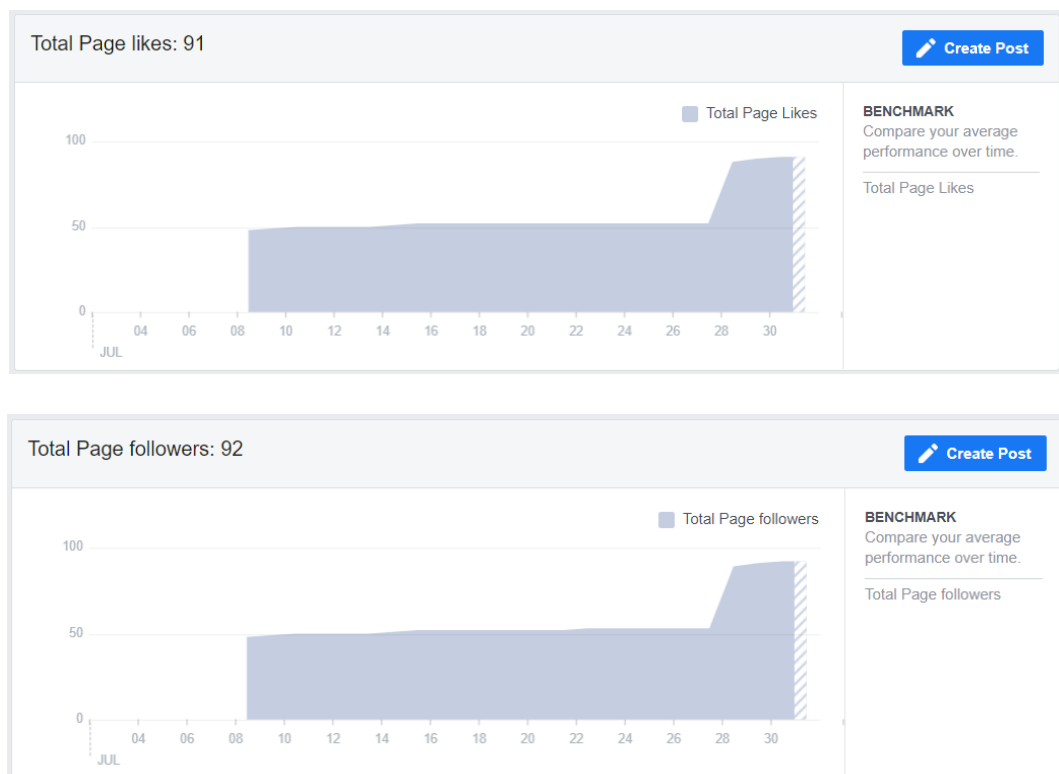 Total Page likes: 91
Create Post
Total Page Likes
100
50
0
04 06 08 10 12 14 16 18 20 22 24 26 28 30
JUL
BENCHMARK
Compare your average
performance over time.
Total Page Likes
Total Page followers: 92
Create Post
Total Page followers
100
50
0
04 06 08 10 12 14 16 18 20 22 24 26 28 30
JUL
BENCHMARK
Compare your average
performance over time.
Total Page followers